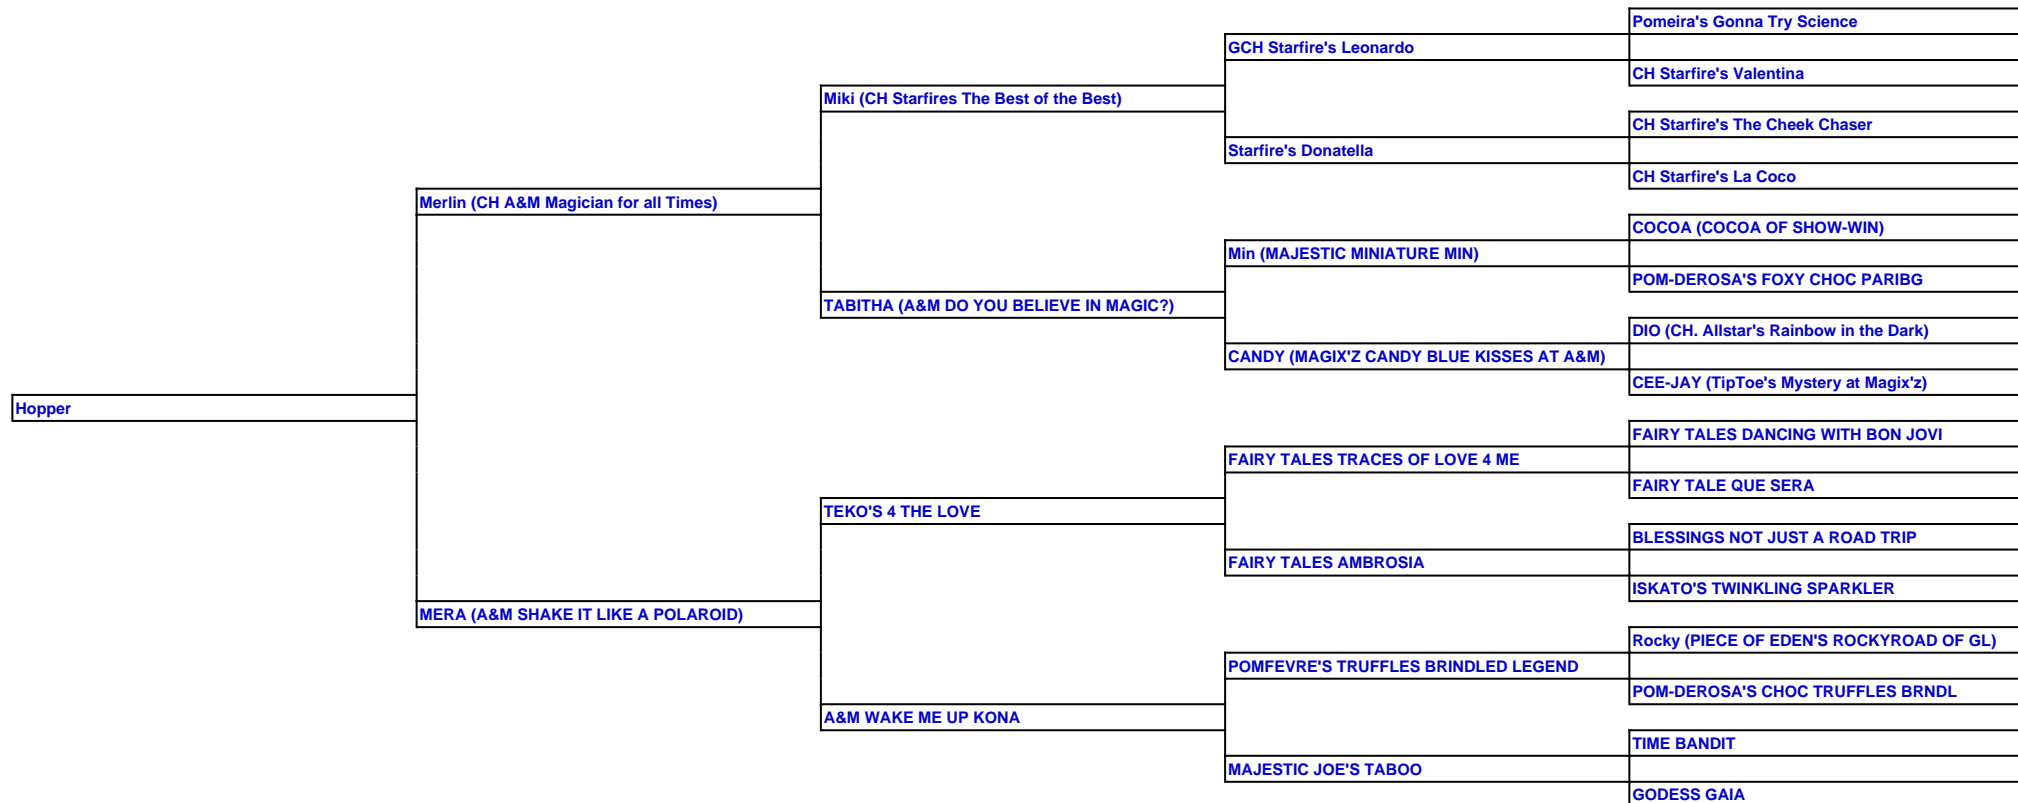 Pomeira's Gonna Try Science
GCH Starfire's Leonardo
CH Starfire's Valentina
Miki (CH Starfires The Best of the Best)
CH Starfire's The Cheek Chaser
Starfire's Donatella
CH Starfire's La Coco
Merlin (CH A&M Magician for all Times)
COCOA (COCOA OF SHOW-WIN)
Min (MAJESTIC MINIATURE MIN)
POM-DEROSA'S FOXY CHOC PARIBG
TABITHA (A&M DO YOU BELIEVE IN MAGIC?)
DIO (CH. Allstar's Rainbow in the Dark)
CANDY (MAGIX'Z CANDY BLUE KISSES AT A&M)
CEE-JAY (TipToe's Mystery at Magix'z)
Hopper
FAIRY TALES DANCING WITH BON JOVI
FAIRY TALES TRACES OF LOVE 4 ME
FAIRY TALE QUE SERA
TEKO'S 4 THE LOVE
BLESSINGS NOT JUST A ROAD TRIP
FAIRY TALES AMBROSIA
ISKATO'S TWINKLING SPARKLER
MERA (A&M SHAKE IT LIKE A POLAROID)
Rocky (PIECE OF EDEN'S ROCKYROAD OF GL)
POMFEVRE'S TRUFFLES BRINDLED LEGEND
POM-DEROSA'S CHOC TRUFFLES BRNDL
A&M WAKE ME UP KONA
TIME BANDIT
MAJESTIC JOE'S TABOO
GODESS GAIA